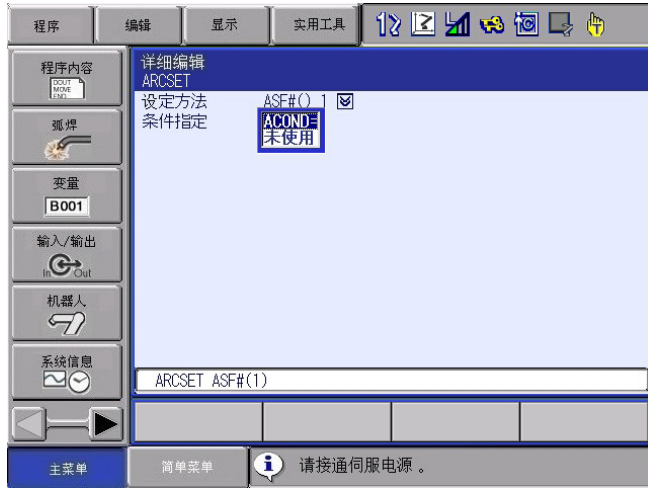 程序 编辑 显示 实用工具
程序内容
DOUT
MOVE
END
弧焊
变量
B001
输入/输出
In Out
机器人
系统信息
详细编辑
ARCSET
设定方法 ASF#() 1
条件指定 ACOND=
未使用
ARCSET ASF#(1)
主菜单 简单菜单 请接通伺服电源。